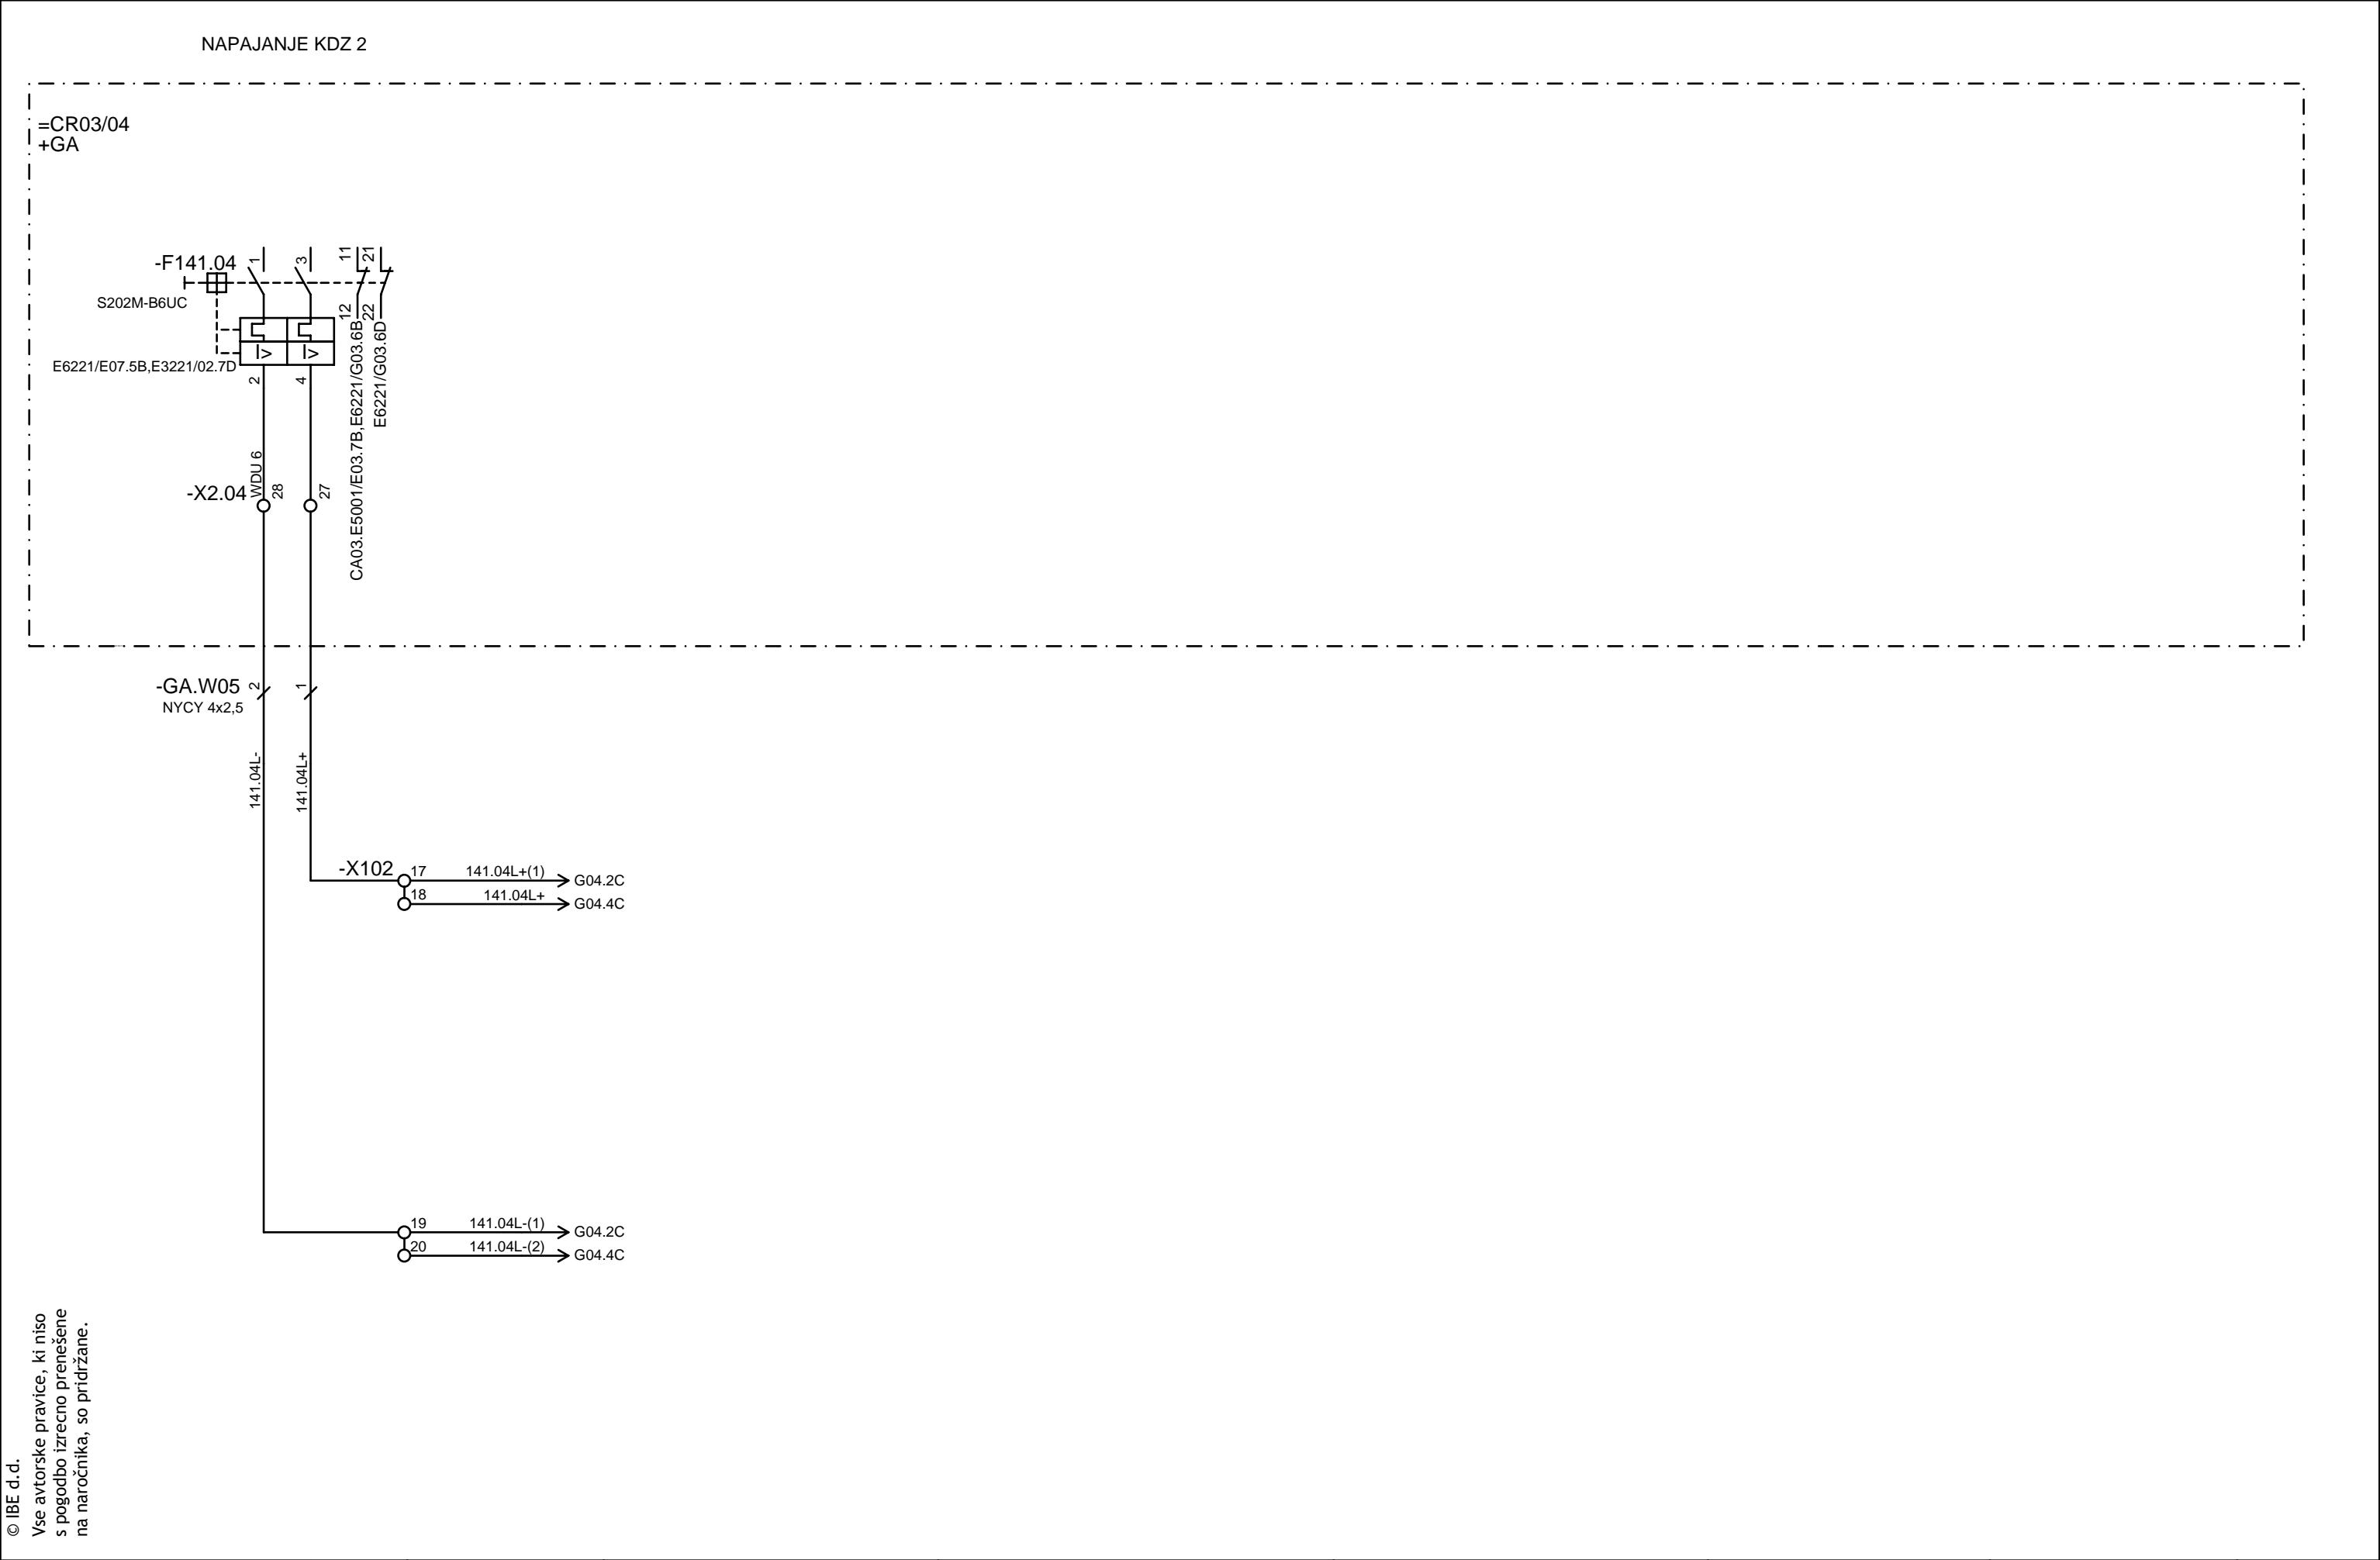 NAPAJANJE KDZ 2
=CR03/04
+GA
-F141.04
1
3
11
21
S202M-B6UC
12
22
I>
I>
E6221/E07.5B,E3221/02.7D
2
4
CA03.E5001/E03.7B,E6221/G03.6B
E6221/G03.6D
-X2.04
WDU 6
28
27
-GA.W05
2
1
NYCY 4x2,5
141.04L-
141.04L+
-X102
17
141.04L+(1)
G04.2C
18
141.04L+
G04.4C
19
141.04L-(1)
G04.2C
20
141.04L-(2)
G04.4C
© IBE d.d.
Vse avtorske pravice, ki niso
s pogodbo izrecno prenešene
na naročnika, so pridržane.